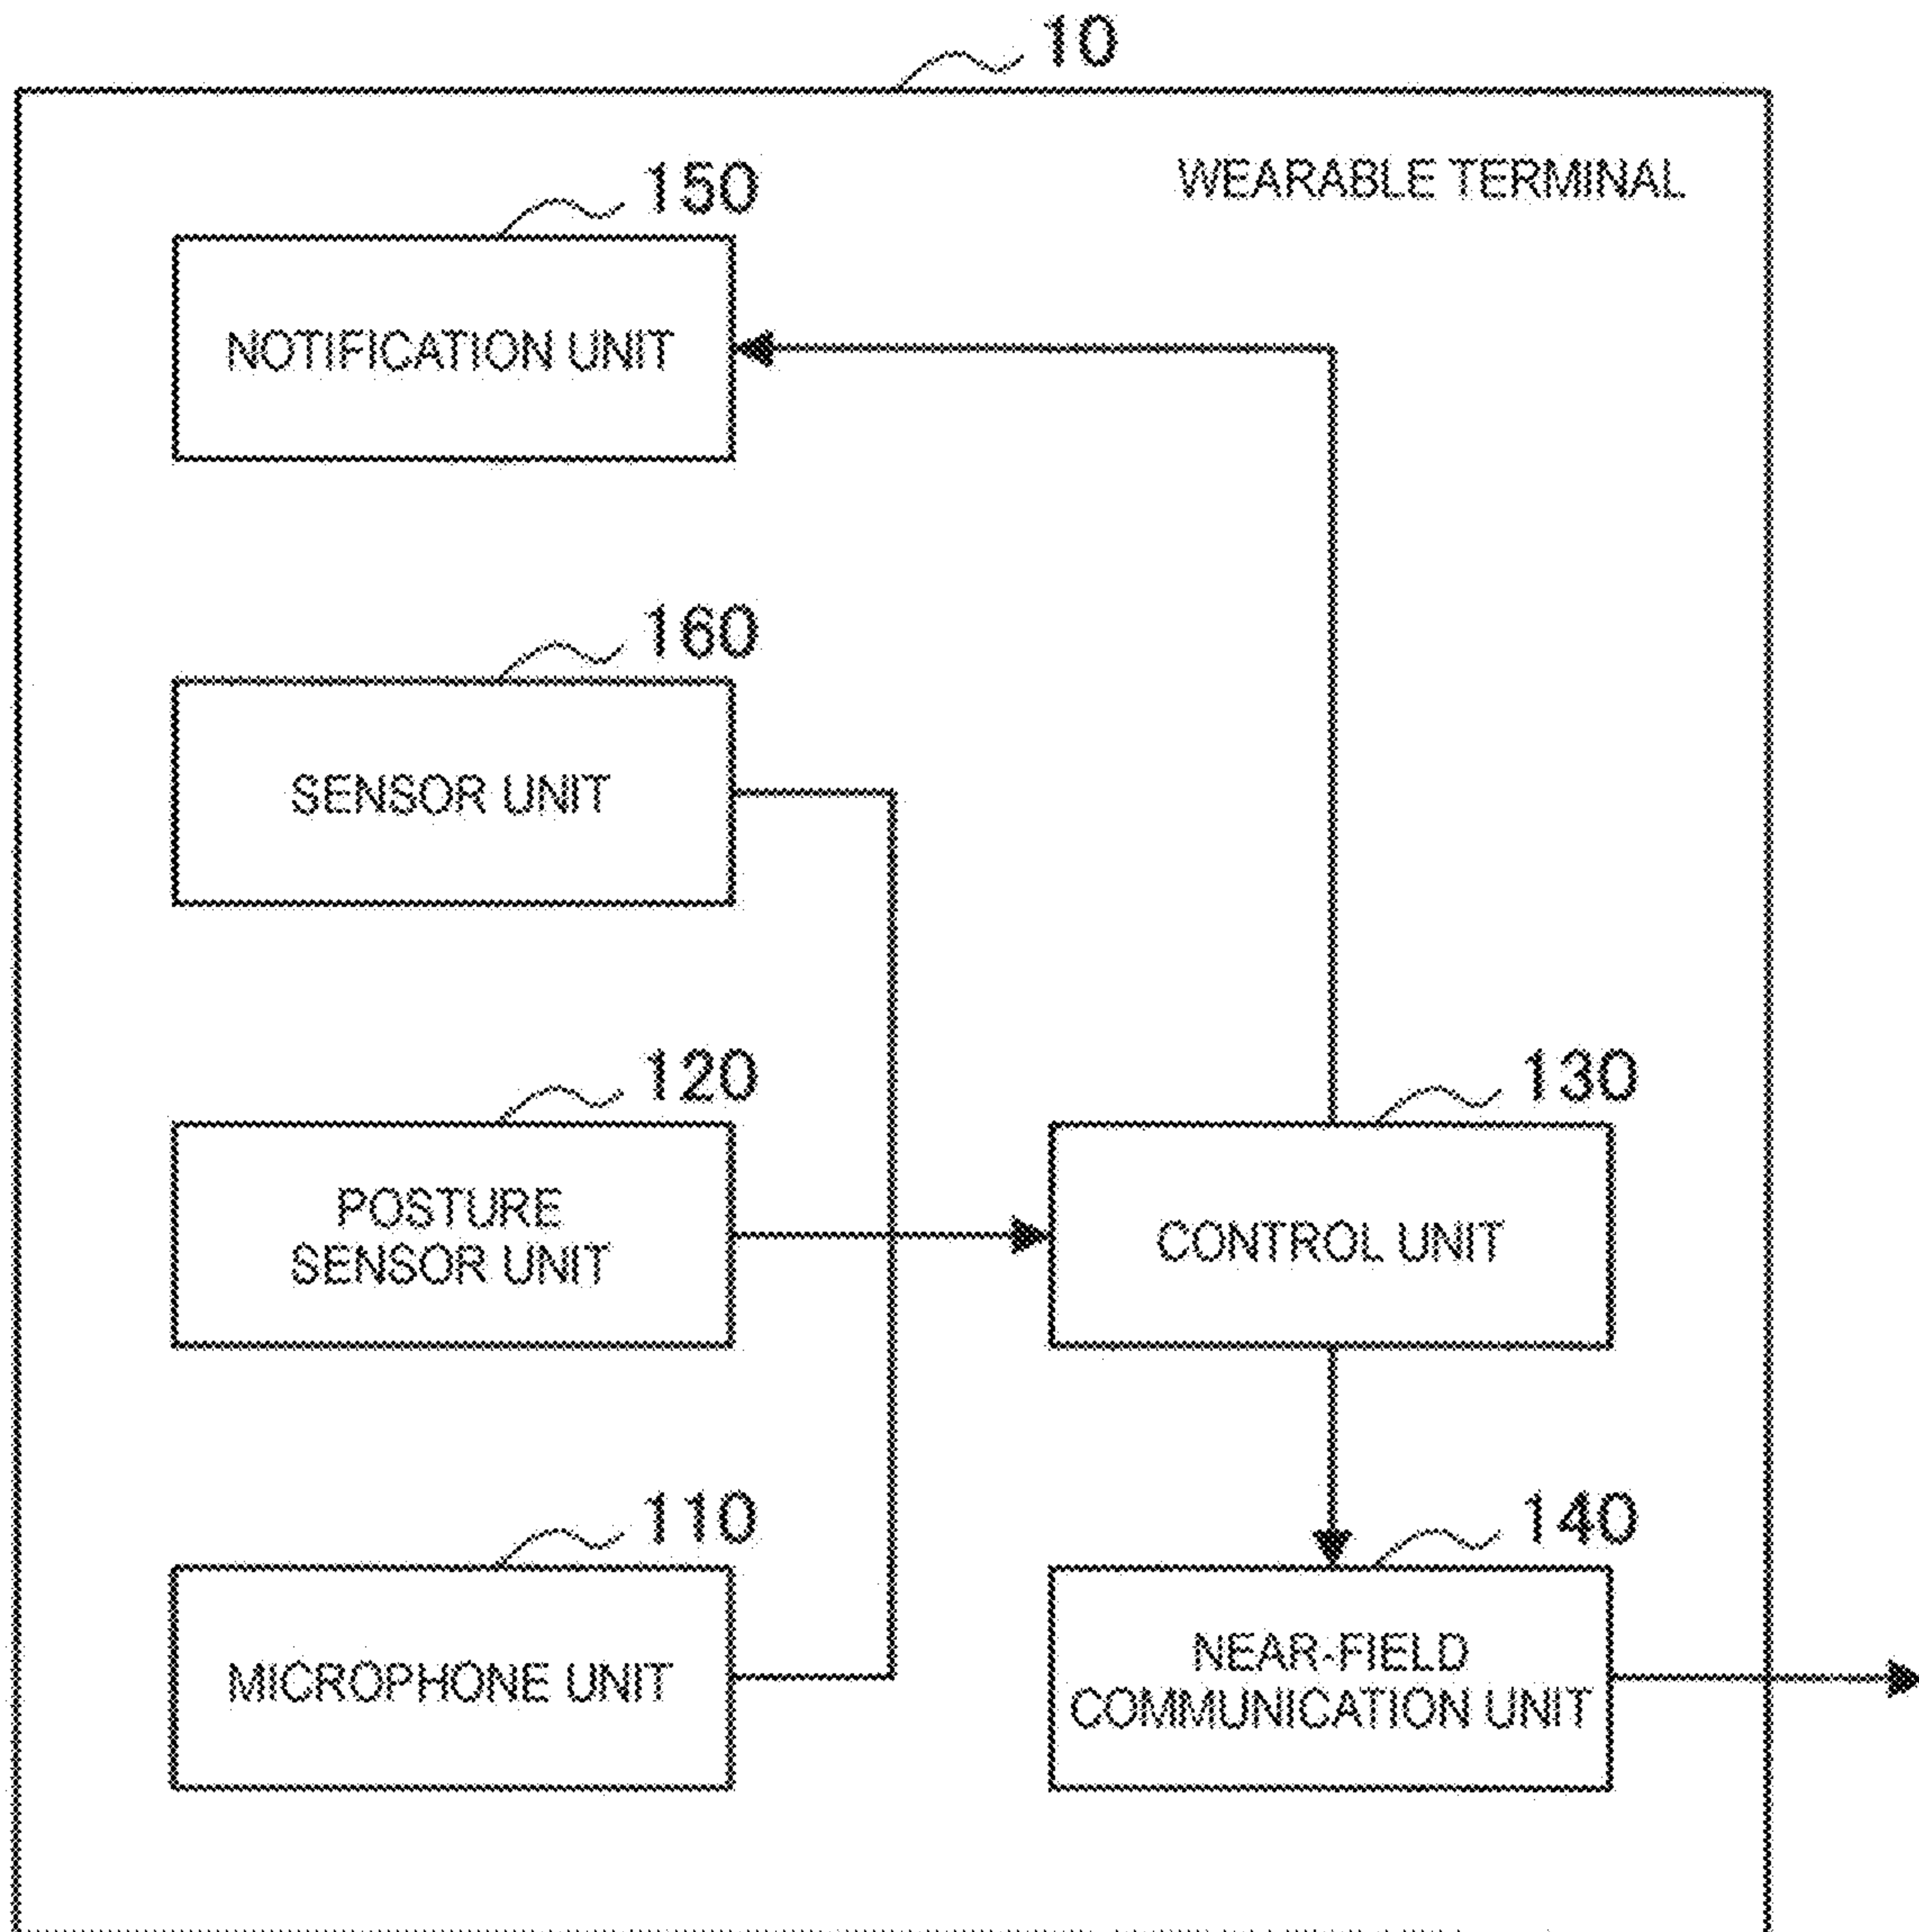 10
WEARABLE TERMINAL
150
NOTIFICATION UNIT
160
SENSOR UNIT
120
POSTURE
SENSOR UNIT
130
CONTROL UNIT
110
MICROPHONE UNIT
140
NEAR-FIELD
COMMUNICATION UNIT